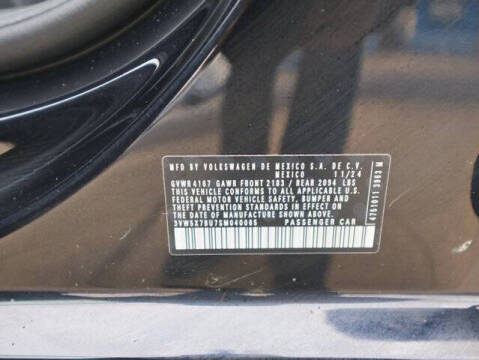 MFD BY VOLKSWAGEN DE MEXICO S.A. DE C.V.
MEXICO 11/24
GVWR 4167 GAWR FRONT 2183 / REAR 2094 LBS
THIS VEHICLE CONFORMS TO ALL APPLICABLE U.S.
FEDERAL MOTOR VEHICLE SAFETY, BUMPER AND
THEFT PREVENTION STANDARDS IN EFFECT ON
THE DATE OF MANUFACTURE SHOWN ABOVE.
PASSENGER CAR